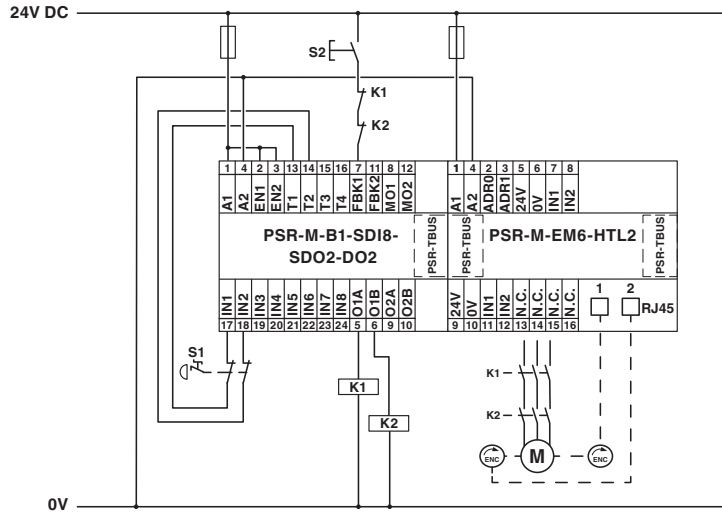 24V DC
S2
K1
K2
1 4 2 3 13 14 15 16 7 11 8 12
A1 A2 EN1 EN2 T1 T2 T3 T4 FBK1 FBK2 MO1 MO2
1 4 2 3 5 6 7 8
A1 A2 ADR0 ADR1 24V 0V IN1 IN2
PSR-M-B1-SDI8-
SDO2-DO2
PSR-TBUS
PSR-TBUS
PSR-M-EM6-HTL2
PSR-TBUS
IN1 IN2 IN3 IN4 IN5 IN6 IN7 IN8 O1A O1B O2A O2B
17 18 19 20 21 22 23 24 5 6 9 10
24V 0V IN1 IN2 N.C. N.C. N.C. N.C.
9 10 11 12 13 14 15 16
1 2
RJ45
S1
K1
K2
K1
K2
ENC
M
ENC
0V